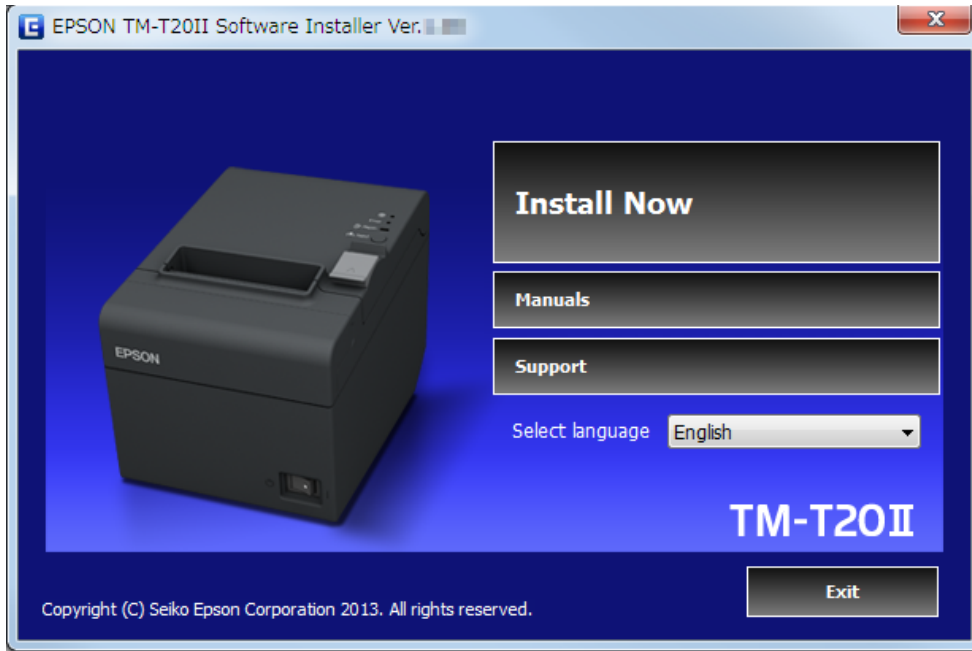 EPSON TM-T20II Software Installer Ver.
Install Now
Manuals
EPSON
Support
Select language English
TM-T20II
Exit
Copyright (C) Seiko Epson Corporation 2013. All rights reserved.